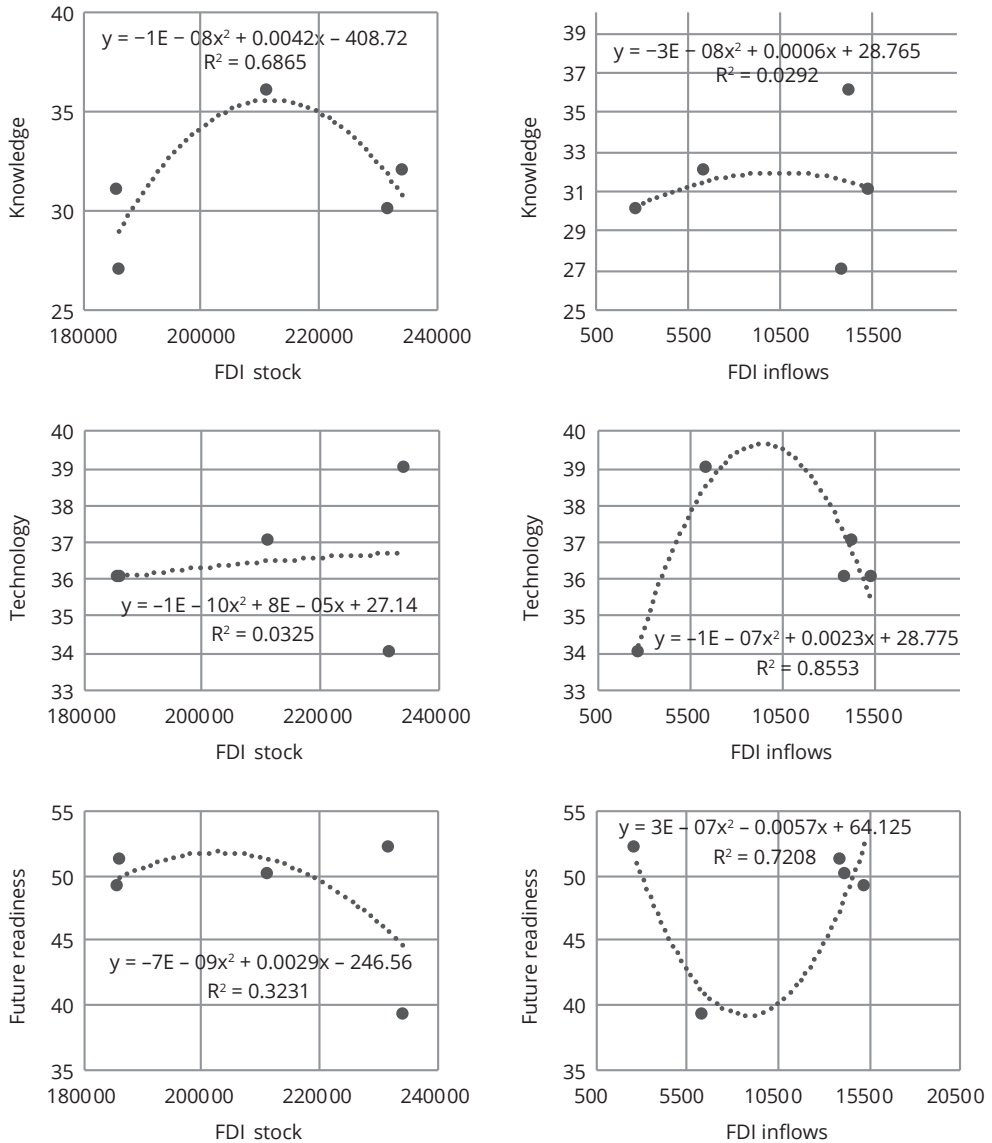 40
35
30
25
Knowledge
y = −1E − 08x² + 0.0042x − 408.72
R² = 0.6865
180000 200000 220000 240000
FDI stock
39
37
35
33
31
29
27
25
Knowledge
y = −3E − 08x² + 0.0006x + 28.765
R² = 0.0292
500 5500 10500 15500
FDI inflows
40
39
38
37
36
35
34
33
Technology
y = −1E − 10x² + 8E − 05x + 27.14
R² = 0.0325
180000 200000 220000 240000
FDI stock
40
39
38
37
36
35
34
33
Technology
y = −1E − 07x² + 0.0023x + 28.775
R² = 0.8553
500 5500 10500 15500
FDI inflows
55
50
45
40
35
Future readiness
y = −7E − 09x² + 0.0029x − 246.56
R² = 0.3231
180000 200000 220000 240000
FDI stock
55
50
45
40
35
Future readiness
y = 3E − 07x² − 0.0057x + 64.125
R² = 0.7208
500 5500 10500 15500 20500
FDI inflows